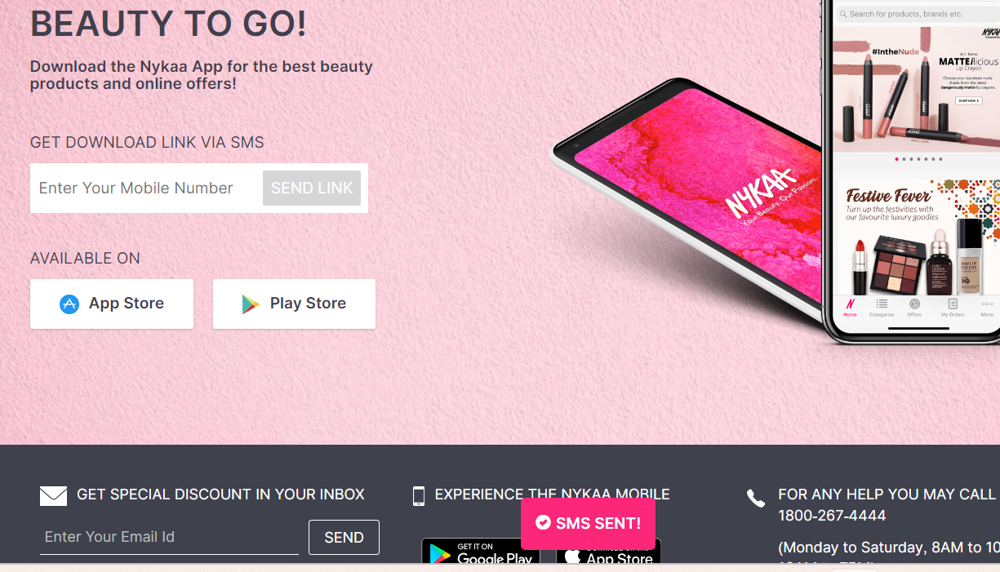 BEAUTY TO GO!
Download the Nykaa App for the best beauty
products and online offers!
GET DOWNLOAD LINK VIA SMS
Enter Your Mobile Number
SEND LINK
AVAILABLE ON
App Store
Play Store
NYKAA
Your Beauty. Our Passion.
Search for products, brands etc.
#IntheNude
All New
MATTEilicious
Lip Crayon
Choose your signature nude
shade from the latest
dangerously matte lip crayons
SHOP NOW
Festive Fever
Turn up the festivities with
our favourite luxury goodies
MAKE UP
FOR EVER
HD
Home
Categories
Offers
My Orders
Menu
GET SPECIAL DISCOUNT IN YOUR INBOX
Enter Your Email Id
SEND
EXPERIENCE THE NYKAA MOBILE
SMS SENT!
GET IT ON
Google Play
App Store
FOR ANY HELP YOU MAY CALL
1800-267-4444
(Monday to Saturday, 8AM to 10